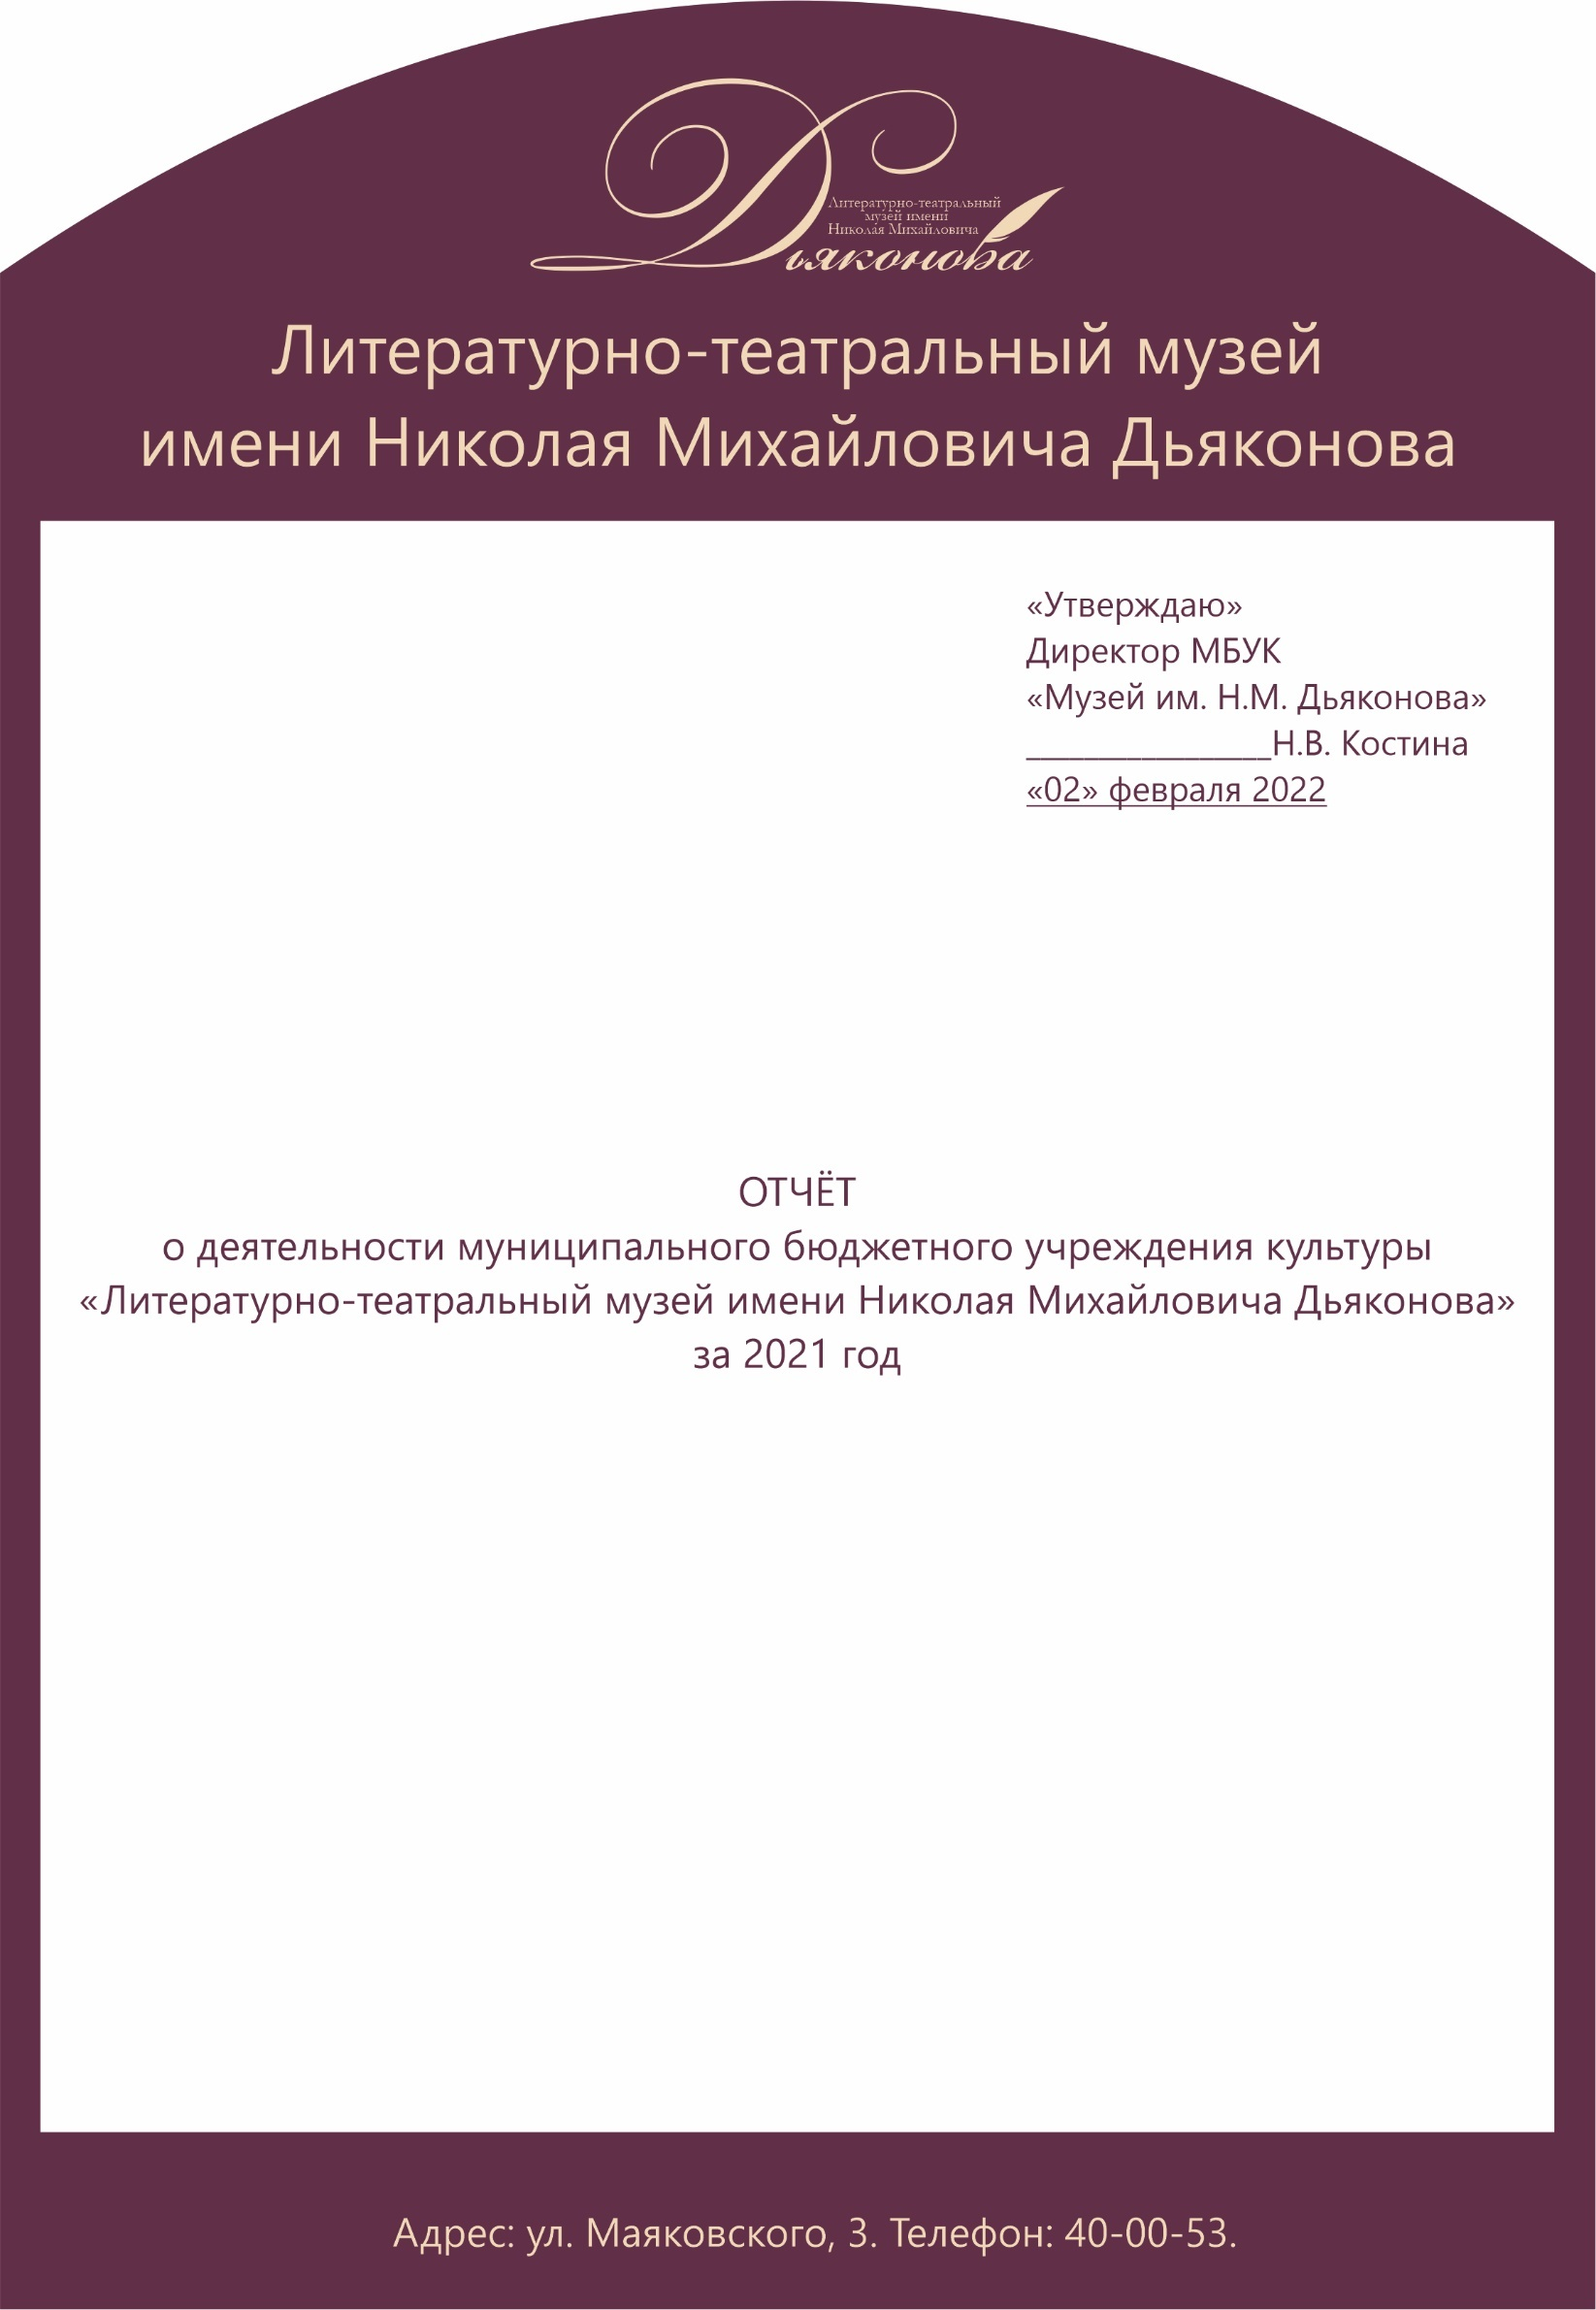 Литературно-театральный
музей имени
Николая Михайловича
Дьяконова
Литературно-театральный музей
имени Николая Михайловича Дьяконова
«Утверждаю»
Директор МБУК
«Музей им. Н.М. Дьяконова»
_______________Н.В. Костина
«02» февраля 2022
ОТЧЁТ
о деятельности муниципального бюджетного учреждения культуры
«Литературно-театральный музей имени Николая Михайловича Дьяконова»
за 2021 год
Адрес: ул. Маяковского, 3. Телефон: 40-00-53.